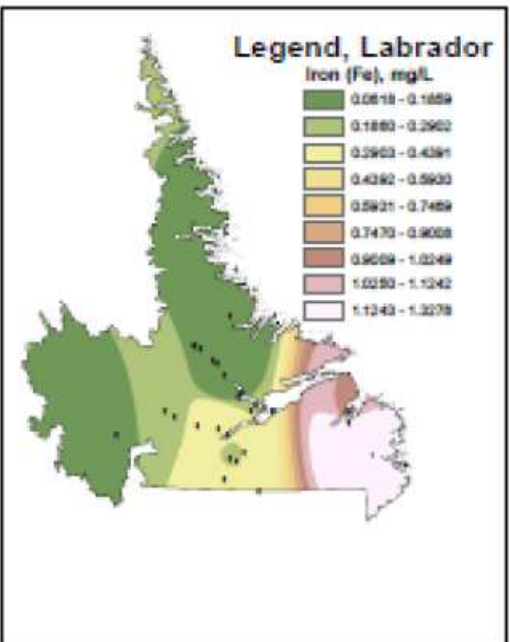 Legend, Labrador
Iron (Fe), mg/L
0.0618 - 0.1859
0.1860 - 0.2902
0.2903 - 0.4391
0.4392 - 0.5930
0.5931 - 0.7469
0.7470 - 0.9008
0.9009 - 1.0249
1.0250 - 1.1242
1.1243 - 1.3278